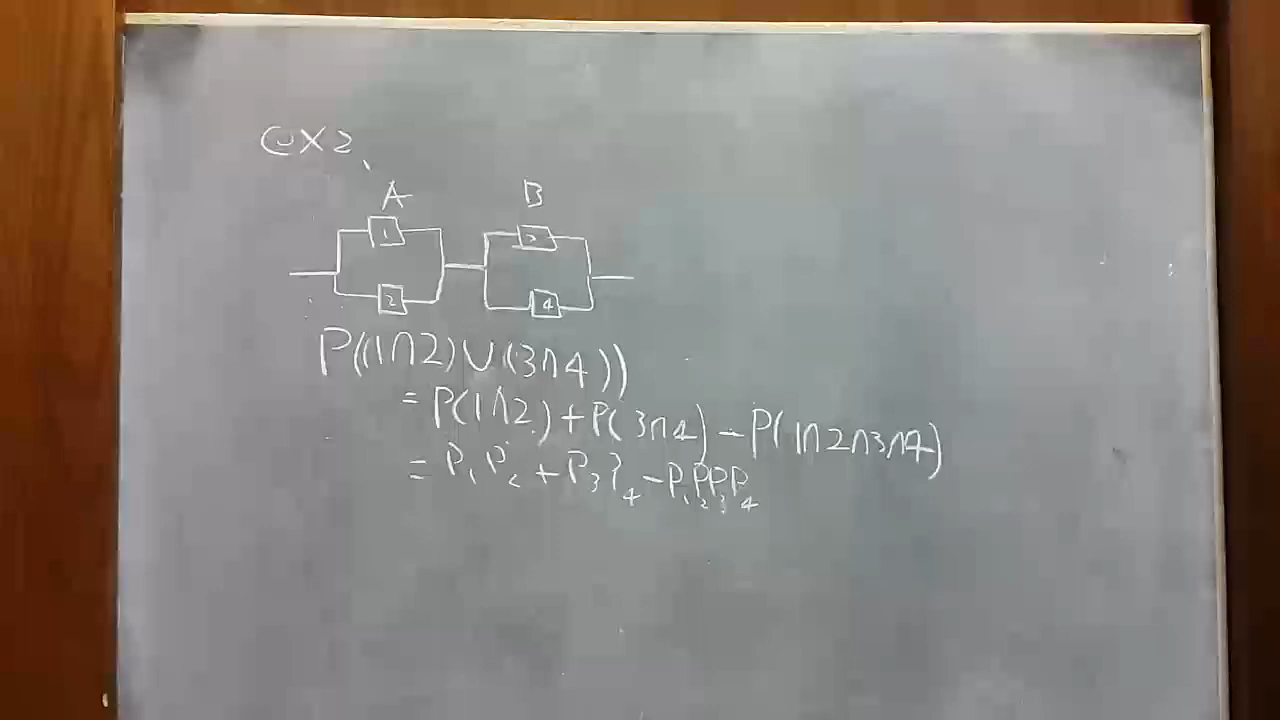 ex2、
A B
1 3
2 4
P((1∩2)∪(3∩4))
= P(1∩2)+P(3∩4)-P(1∩2∩3∩4)
= P₁P₂+P₃P₄-P₁P₂P₃P₄